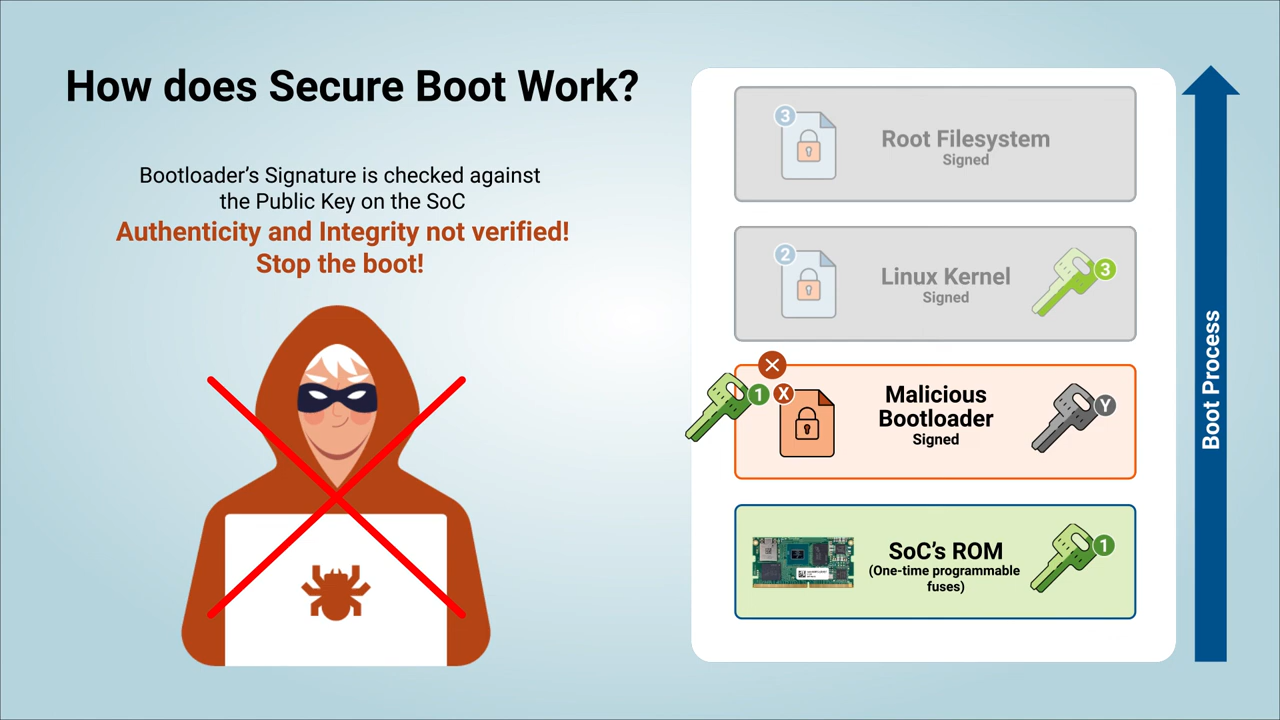 How does Secure Boot Work?
Bootloader's Signature is checked against
the Public Key on the SoC
Authenticity and Integrity not verified!
Stop the boot!
3
Root Filesystem
Signed
2
Linux Kernel
Signed
3
1
X
Malicious
Bootloader
Signed
Y
SoC's ROM
(One-time programmable
fuses)
1
Boot Process